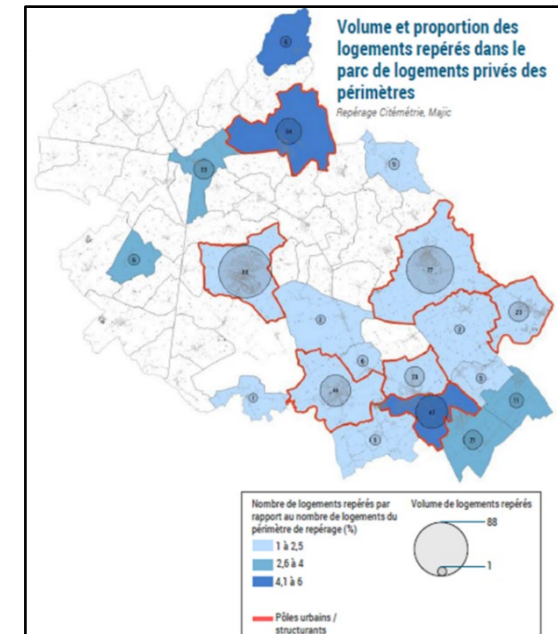 Volume et proportion des
logements repérés dans le
parc de logements privés des
périmètres
Repérage Citémétrie, Majic
77
23
Nombre de logements repérés par
rapport au nombre de logements du
périmètre de repérage (%)
1 à 2,5
2,6 à 4
4,1 à 6
Pôles urbains /
structurants
Volume de logements repérés
88
1